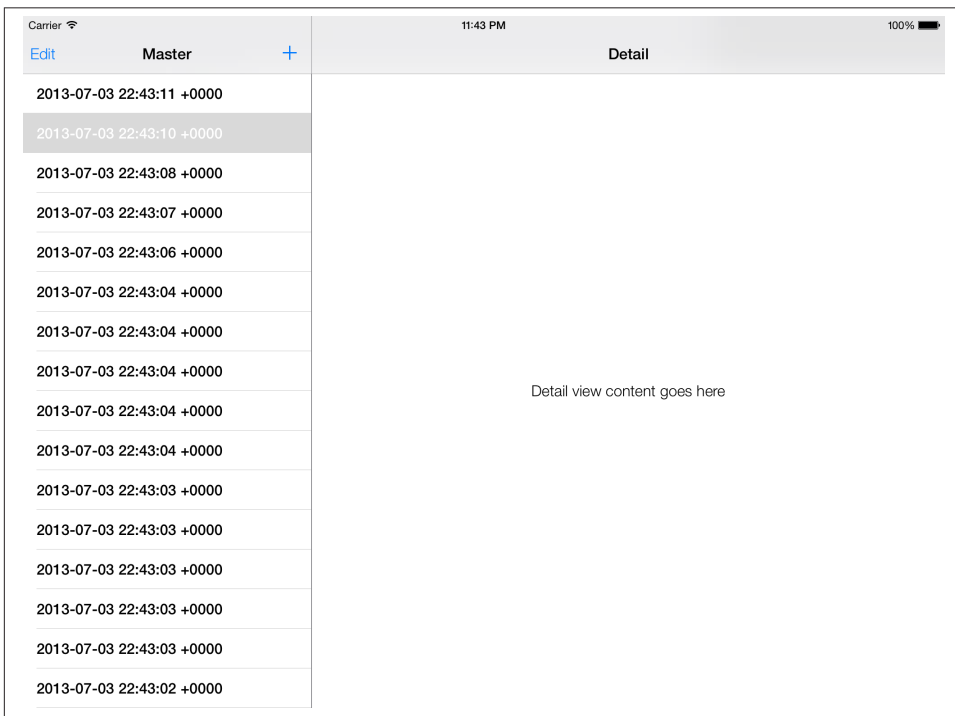 Carrier 11:43 PM 100%
Edit Master + Detail
2013-07-03 22:43:11 +0000
2013-07-03 22:43:10 +0000
2013-07-03 22:43:08 +0000
2013-07-03 22:43:07 +0000
2013-07-03 22:43:06 +0000
2013-07-03 22:43:04 +0000
2013-07-03 22:43:04 +0000
2013-07-03 22:43:04 +0000
2013-07-03 22:43:04 +0000
2013-07-03 22:43:04 +0000
2013-07-03 22:43:03 +0000
2013-07-03 22:43:03 +0000
2013-07-03 22:43:03 +0000
2013-07-03 22:43:03 +0000
2013-07-03 22:43:03 +0000
2013-07-03 22:43:02 +0000
Detail view content goes here